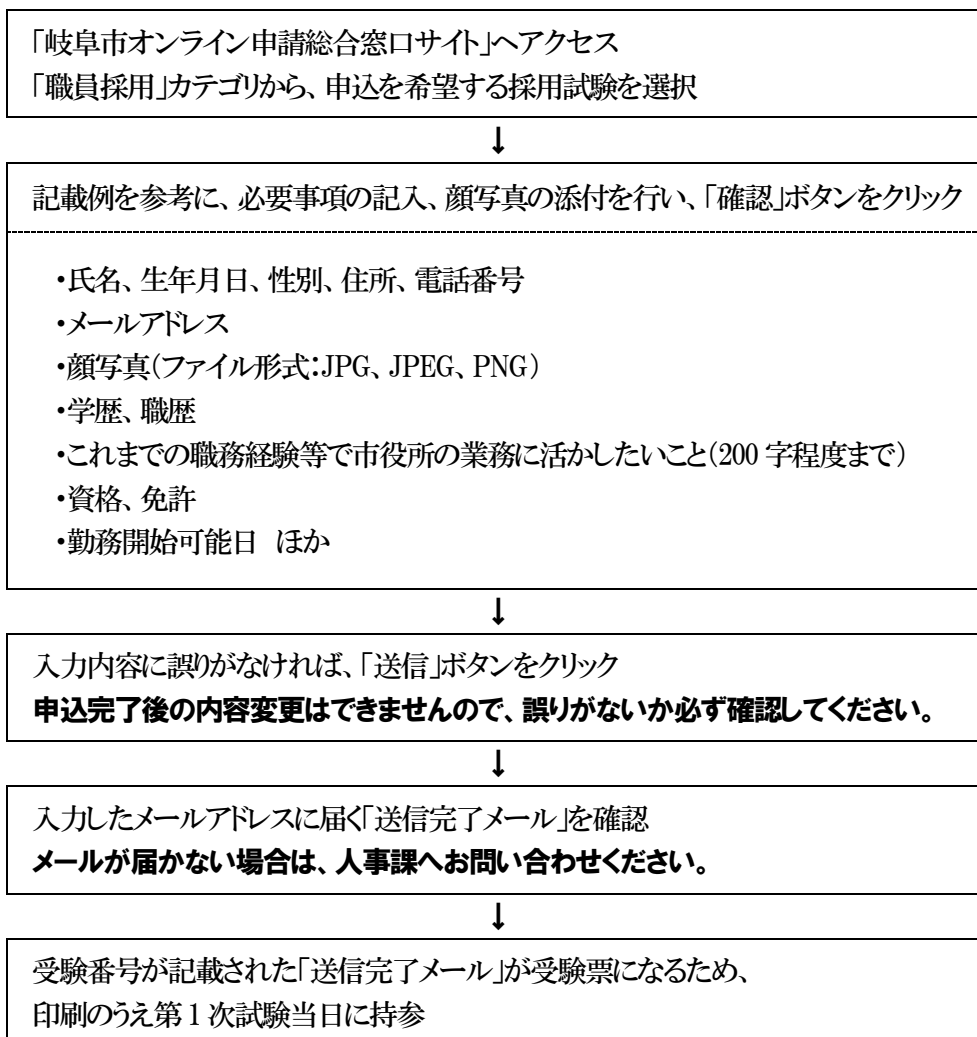 「岐阜市オンライン申請総合窓口サイト」へアクセス
「職員採用」カテゴリから、申込を希望する採用試験を選択
↓
記載例を参考に、必要事項の記入、顔写真の添付を行い、「確認」ボタンをクリック
・氏名、生年月日、性別、住所、電話番号
・メールアドレス
・顔写真(ファイル形式:JPG、JPEG、PNG)
・学歴、職歴
・これまでの職務経験等で市役所の業務に活かしたいこと(200字程度まで)
・資格、免許
・勤務開始可能日　ほか
↓
入力内容に誤りがなければ、「送信」ボタンをクリック
申込完了後の内容変更はできませんので、誤りがないか必ず確認してください。
↓
入力したメールアドレスに届く「送信完了メール」を確認
メールが届かない場合は、人事課へお問い合わせください。
↓
受験番号が記載された「送信完了メール」が受験票になるため、
印刷のうえ第1次試験当日に持参